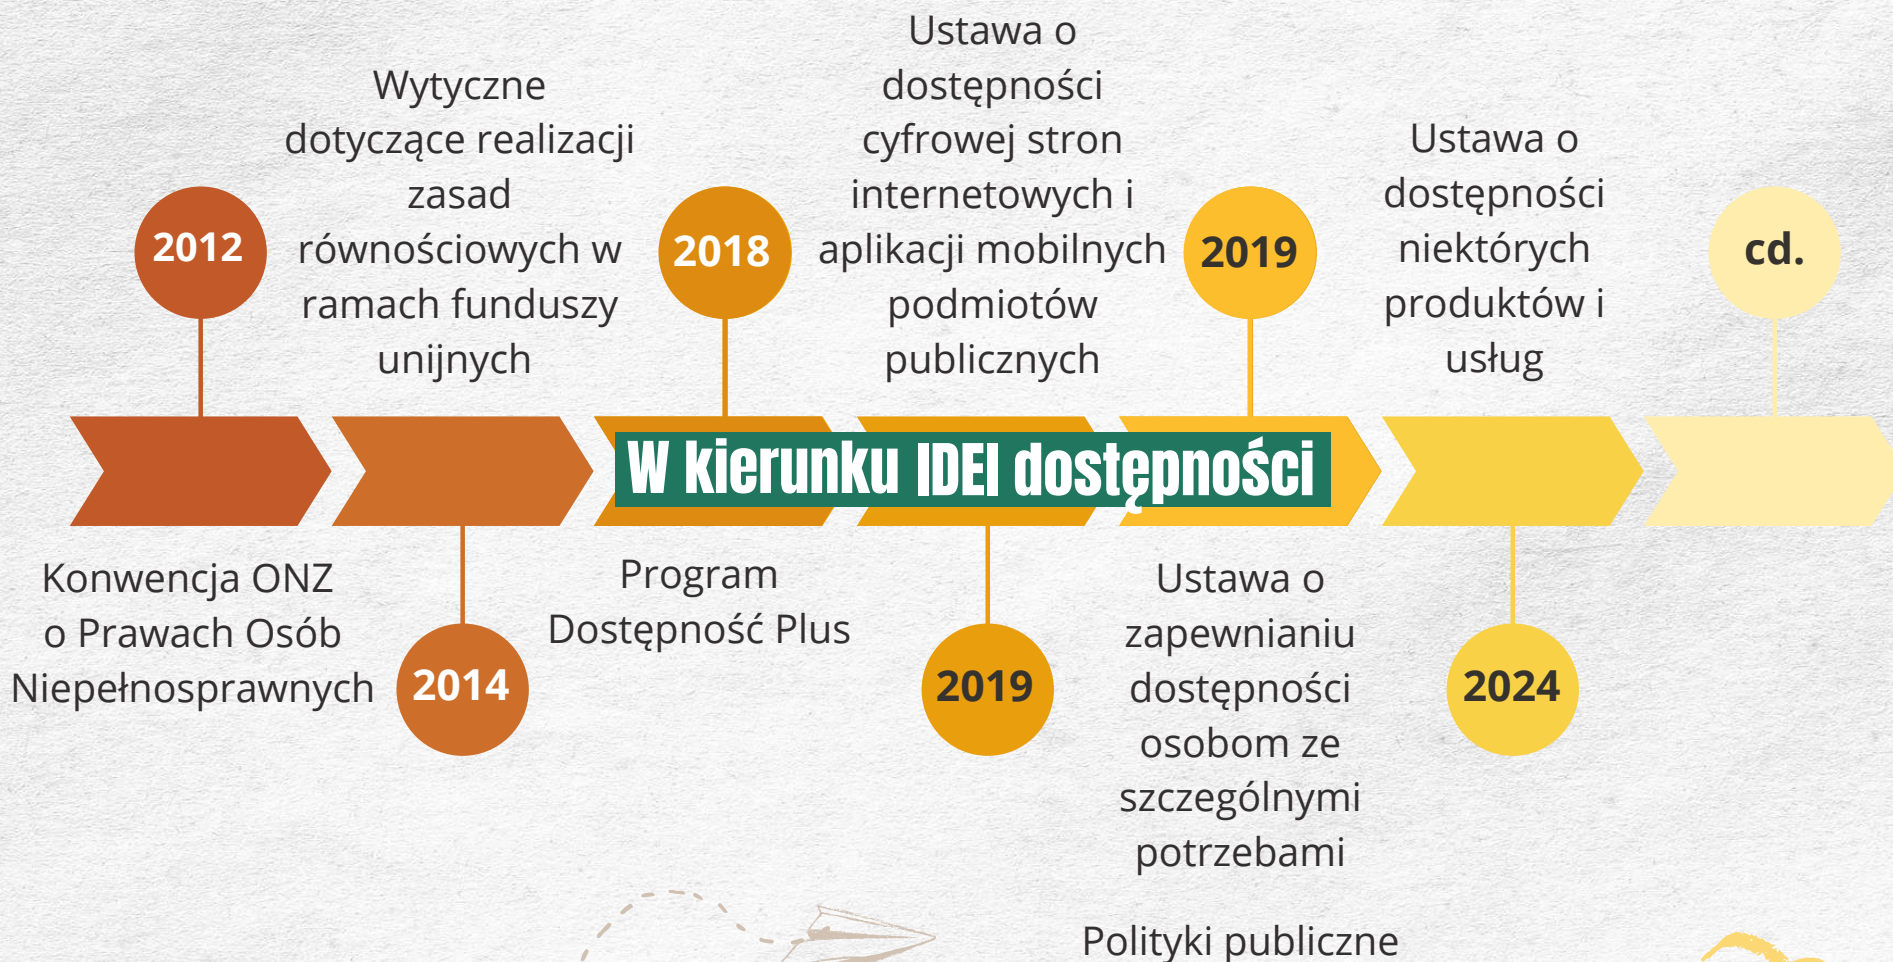 2012
Konwencja ONZ
o Prawach Osób
Niepełnosprawnych
Wytyczne
dotyczące realizacji
zasad
równościowych w
ramach funduszy
unijnych
2014
2018
Program
Dostępność Plus
Ustawa o
dostępności
cyfrowej stron
internetowych i
aplikacji mobilnych
podmiotów
publicznych
2019
2019
Ustawa o
zapewnianiu
dostępności
osobom ze
szczególnymi
potrzebami
Ustawa o
dostępności
niektórych
produktów i
usług
2024
cd.
W kierunku IDEI dostępności
Polityki publiczne